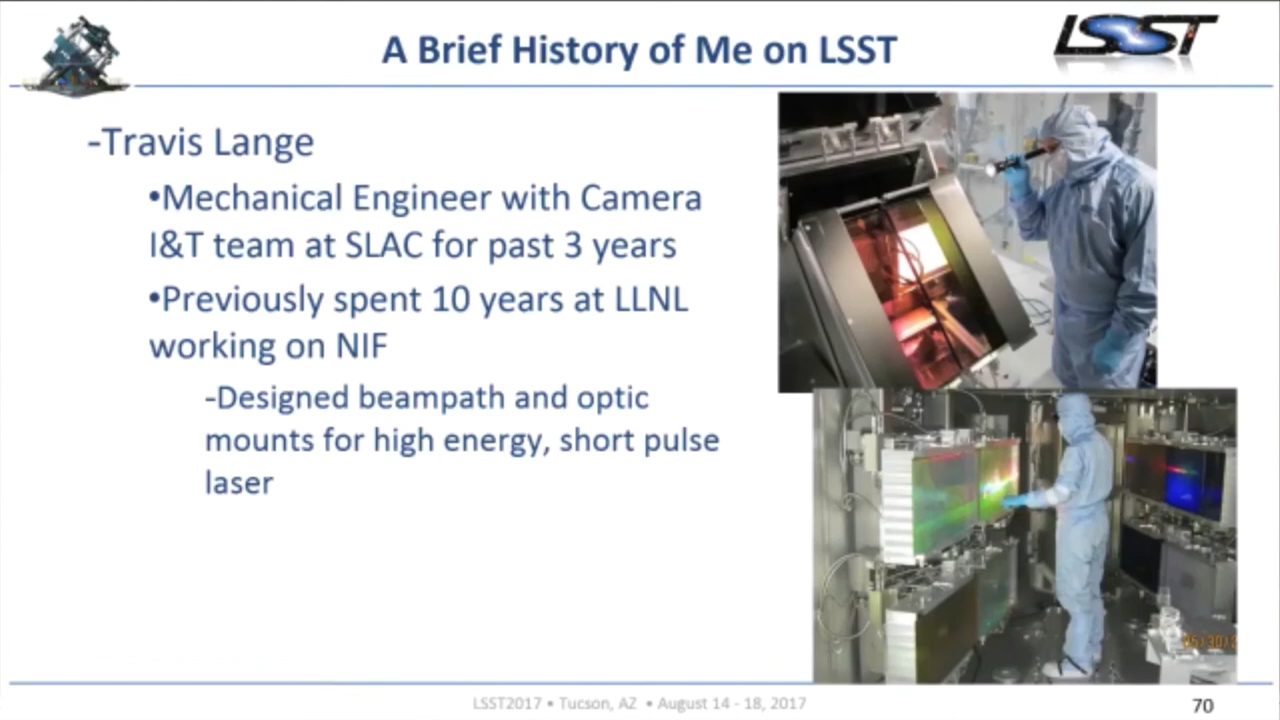 A Brief History of Me on LSST
LSST
-Travis Lange
•Mechanical Engineer with Camera
I&T team at SLAC for past 3 years
•Previously spent 10 years at LLNL
working on NIF
-Designed beampath and optic
mounts for high energy, short pulse
laser
LSST2017 • Tucson, AZ • August 14 - 18, 2017
70